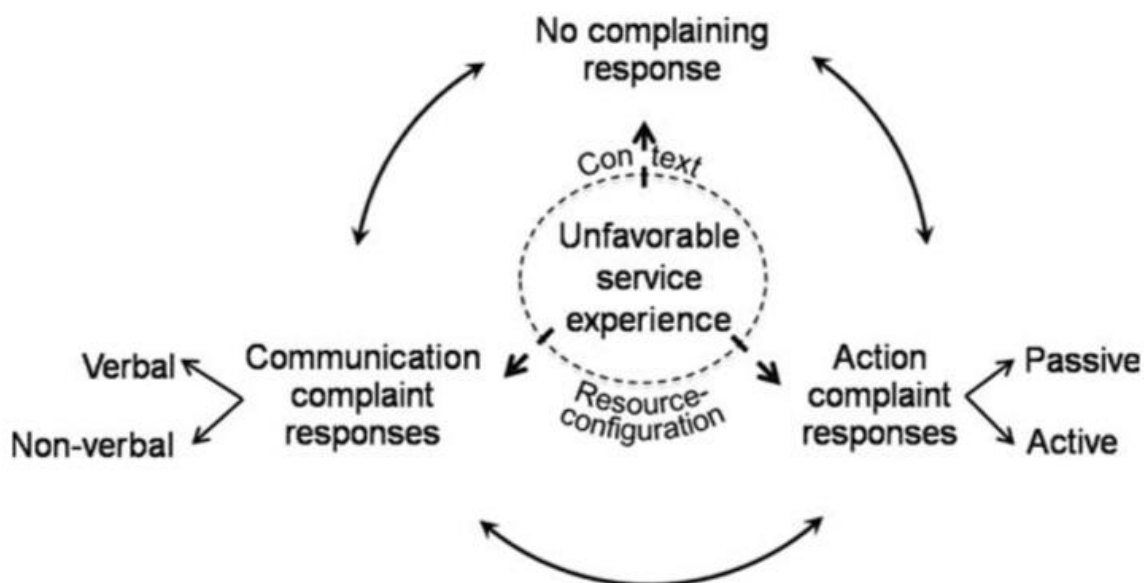 No complaining
response
Con text
Unfavorable
service
experience
Resource-
configuration
Verbal
Non-verbal
Communication
complaint
responses
Action
complaint
responses
Passive
Active